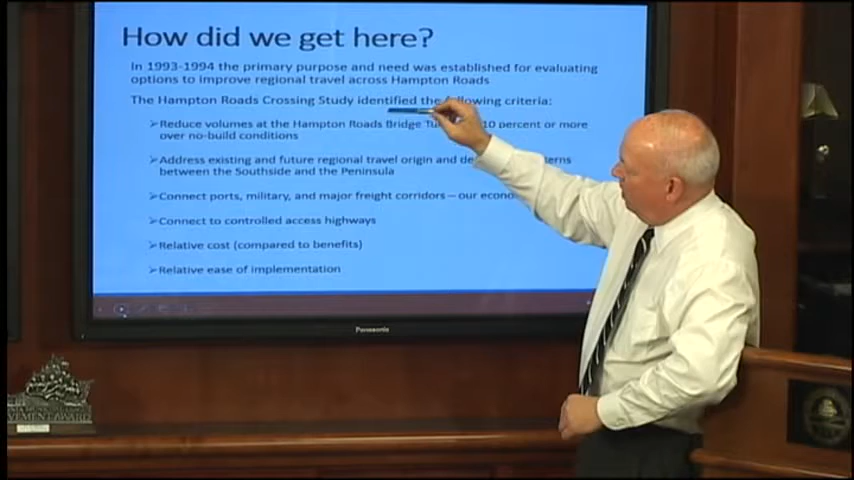 How did we get here?
In 1993-1994 the primary purpose and need was established for evaluating
options to improve regional travel across Hampton Roads
The Hampton Roads Crossing Study identified the following criteria:
➢Reduce volumes at the Hampton Roads Bridge Tu 10 percent or more
over no-build conditions
➢Address existing and future regional travel origin and de erns
between the Southside and the Peninsula
➢Connect ports, military, and major freight corridors – our econo
➢Connect to controlled access highways
➢Relative cost (compared to benefits)
➢Relative ease of implementation
Panasonic